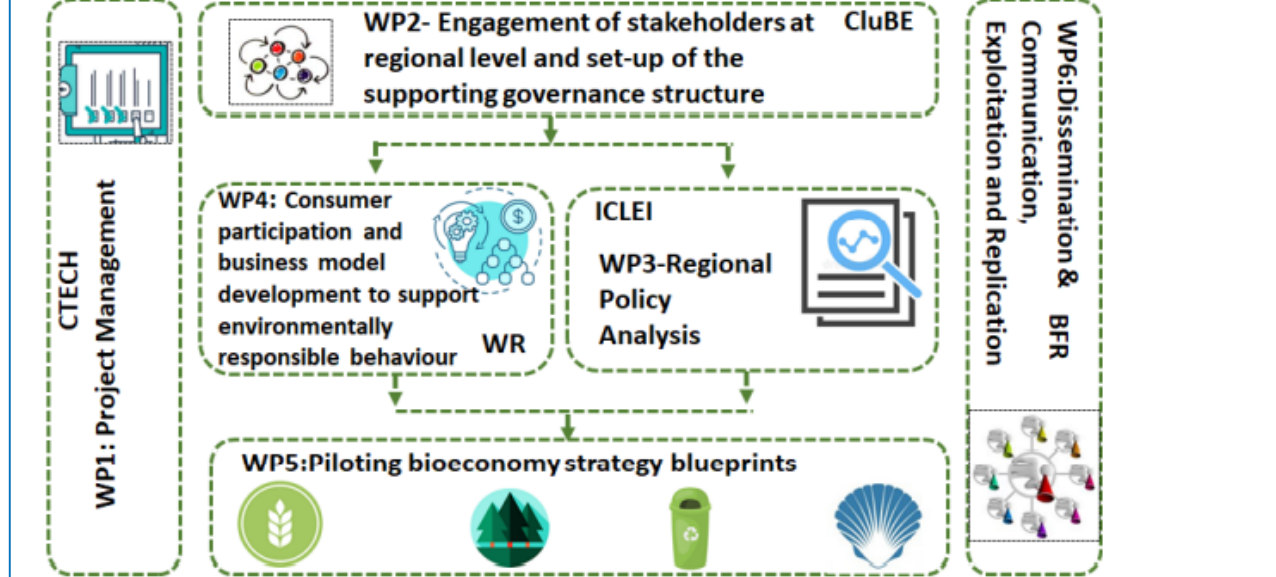 CTECH
WP1: Project Management
WP2- Engagement of stakeholders at
regional level and set-up of the
supporting governance structure
CluBE
WP4: Consumer
participation and
business model
development to support
environmentally
responsible behaviour
WR
$
ICLEI
WP3-Regional
Policy
Analysis
WP5:Piloting bioeconomy strategy blueprints
WP6:Dissemination &
Communication,
Exploitation and Replication
BFR